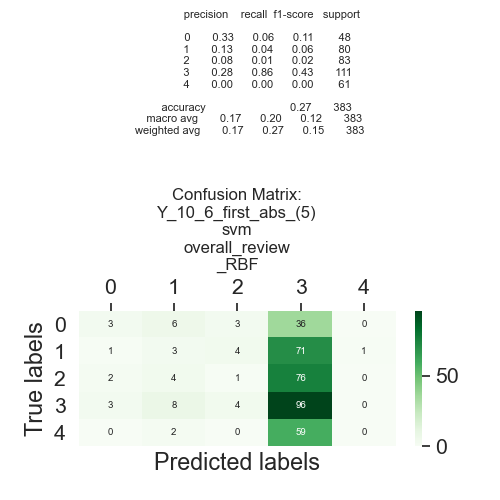 precision recall f1-score support
0 0.33 0.06 0.11 48
1 0.13 0.04 0.06 80
2 0.08 0.01 0.02 83
3 0.28 0.86 0.43 111
4 0.00 0.00 0.00 61
accuracy 0.27 383
macro avg 0.17 0.20 0.12 383
weighted avg 0.17 0.27 0.15 383
Confusion Matrix:
Y_10_6_first_abs_(5)
svm
overall_review
_RBF
0 1 2 3 4
0 3 6 3 36 0
1 1 3 4 71 1
2 2 4 1 76 0
3 3 8 4 96 0
4 0 2 0 59 0
True labels
Predicted labels
50
0